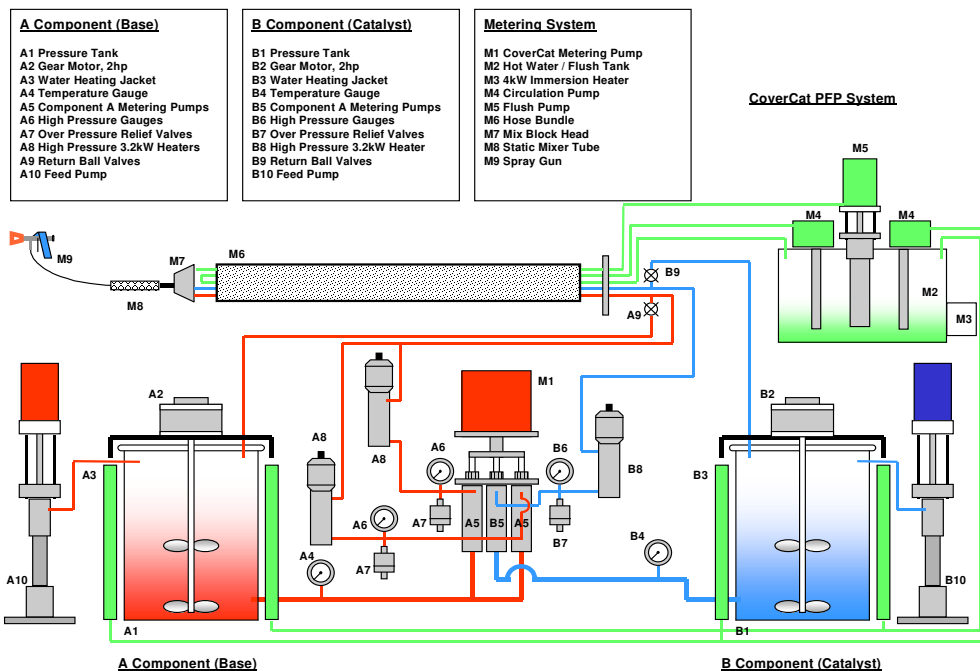 A Component (Base)
A1 Pressure Tank
A2 Gear Motor, 2hp
A3 Water Heating Jacket
A4 Temperature Gauge
A5 Component A Metering Pumps
A6 High Pressure Gauges
A7 Over Pressure Relief Valves
A8 High Pressure 3.2kW Heaters
A9 Return Ball Valves
A10 Feed Pump
B Component (Catalyst)
B1 Pressure Tank
B2 Gear Motor, 2hp
B3 Water Heating Jacket
B4 Temperature Gauge
B5 Component A Metering Pumps
B6 High Pressure Gauges
B7 Over Pressure Relief Valves
B8 High Pressure 3.2kW Heater
B9 Return Ball Valves
B10 Feed Pump
Metering System
M1 CoverCat Metering Pump
M2 Hot Water / Flush Tank
M3 4kW Immersion Heater
M4 Circulation Pump
M5 Flush Pump
M6 Hose Bundle
M7 Mix Block Head
M8 Static Mixer Tube
M9 Spray Gun
CoverCat PFP System
M5
M4
M4
M9
M7
M6
B9
M2
M3
M8
A9
A2
M1
B2
A3
A8
A8
A6
B6
B8
B3
A6
A7
A5
B5
A5
B7
A4
A7
B4
A10
B10
A1
B1
A Component (Base)
B Component (Catalyst)